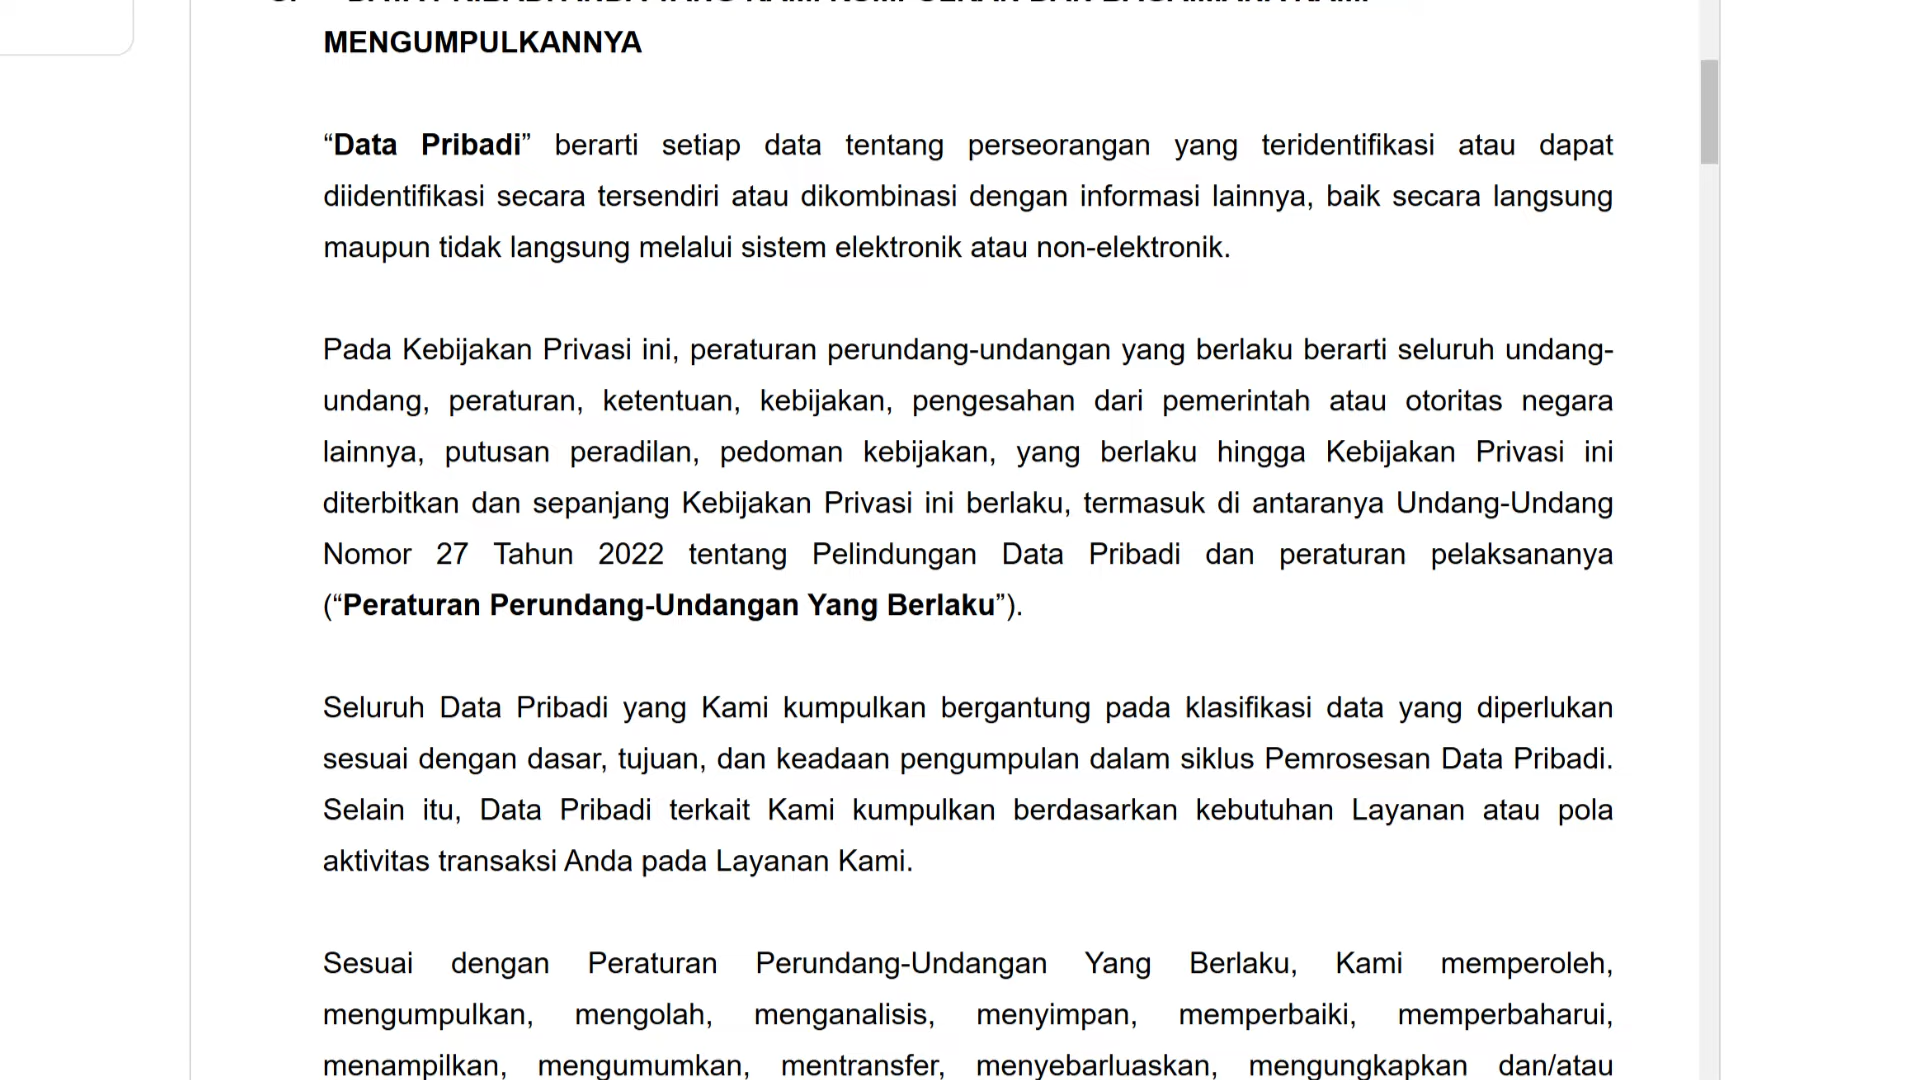 MENGUMPULKANNYA
“Data Pribadi” berarti setiap data tentang perseorangan yang teridentifikasi atau dapat
diidentifikasi secara tersendiri atau dikombinasi dengan informasi lainnya, baik secara langsung
maupun tidak langsung melalui sistem elektronik atau non-elektronik.
Pada Kebijakan Privasi ini, peraturan perundang-undangan yang berlaku berarti seluruh undang-
undang, peraturan, ketentuan, kebijakan, pengesahan dari pemerintah atau otoritas negara
lainnya, putusan peradilan, pedoman kebijakan, yang berlaku hingga Kebijakan Privasi ini
diterbitkan dan sepanjang Kebijakan Privasi ini berlaku, termasuk di antaranya Undang-Undang
Nomor 27 Tahun 2022 tentang Pelindungan Data Pribadi dan peraturan pelaksananya
(“Peraturan Perundang-Undangan Yang Berlaku”).
Seluruh Data Pribadi yang Kami kumpulkan bergantung pada klasifikasi data yang diperlukan
sesuai dengan dasar, tujuan, dan keadaan pengumpulan dalam siklus Pemrosesan Data Pribadi.
Selain itu, Data Pribadi terkait Kami kumpulkan berdasarkan kebutuhan Layanan atau pola
aktivitas transaksi Anda pada Layanan Kami.
Sesuai dengan Peraturan Perundang-Undangan Yang Berlaku, Kami memperoleh,
mengumpulkan, mengolah, menganalisis, menyimpan, memperbaiki, memperbaharui,
menampilkan, mengumumkan, mentransfer, menyebarluaskan, mengungkapkan dan/atau